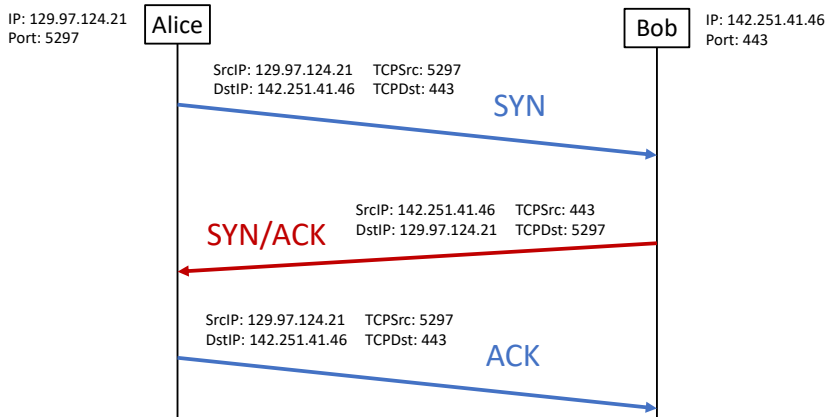 IP: 129.97.124.21
Port: 5297
Alice
Bob
IP: 142.251.41.46
Port: 443
SrcIP: 129.97.124.21 TCPSrc: 5297
DstIP: 142.251.41.46 TCPDst: 443
SYN
SrcIP: 142.251.41.46 TCPSrc: 443
DstIP: 129.97.124.21 TCPDst: 5297
SYN/ACK
SrcIP: 129.97.124.21 TCPSrc: 5297
DstIP: 142.251.41.46 TCPDst: 443
ACK